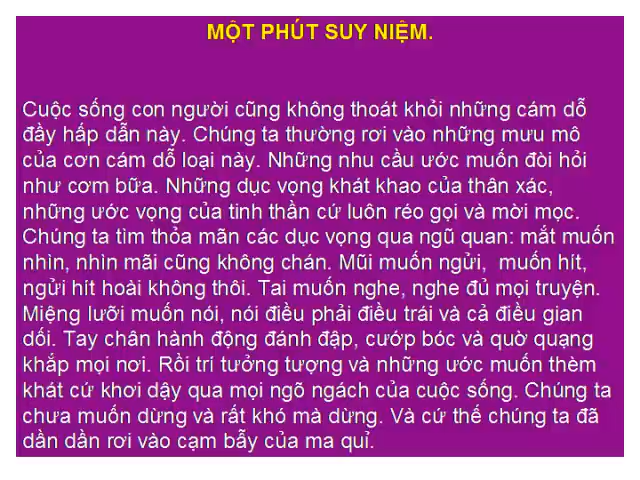 MỘT PHÚT SUY NIỆM.
Cuộc sống con người cũng không thoát khỏi những cám dỗ
đầy hấp dẫn này. Chúng ta thường rơi vào những mưu mô
của cơn cám dỗ loại này. Những nhu cầu ước muốn đòi hỏi
như cơm bữa. Những dục vọng khát khao của thân xác,
những ước vọng của tinh thần cứ luôn réo gọi và mời mọc.
Chúng ta tìm thỏa mãn các dục vọng qua ngũ quan: mắt muốn
nhìn, nhìn mãi cũng không chán. Mũi muốn ngửi, muốn hít,
ngửi hít hoài không thôi. Tai muốn nghe, nghe đủ mọi truyện.
Miệng lưỡi muốn nói, nói điều phải điều trái và cả điều gian
dối. Tay chân hành động đánh đập, cướp bóc và quờ quạng
khắp mọi nơi. Rồi trí tưởng tượng và những ước muốn thèm
khát cứ khơi dậy qua mọi ngõ ngách của cuộc sống. Chúng ta
chưa muốn dừng và rất khó mà dừng. Và cứ thế chúng ta đã
dần dần rơi vào cạm bẫy của ma quỉ.